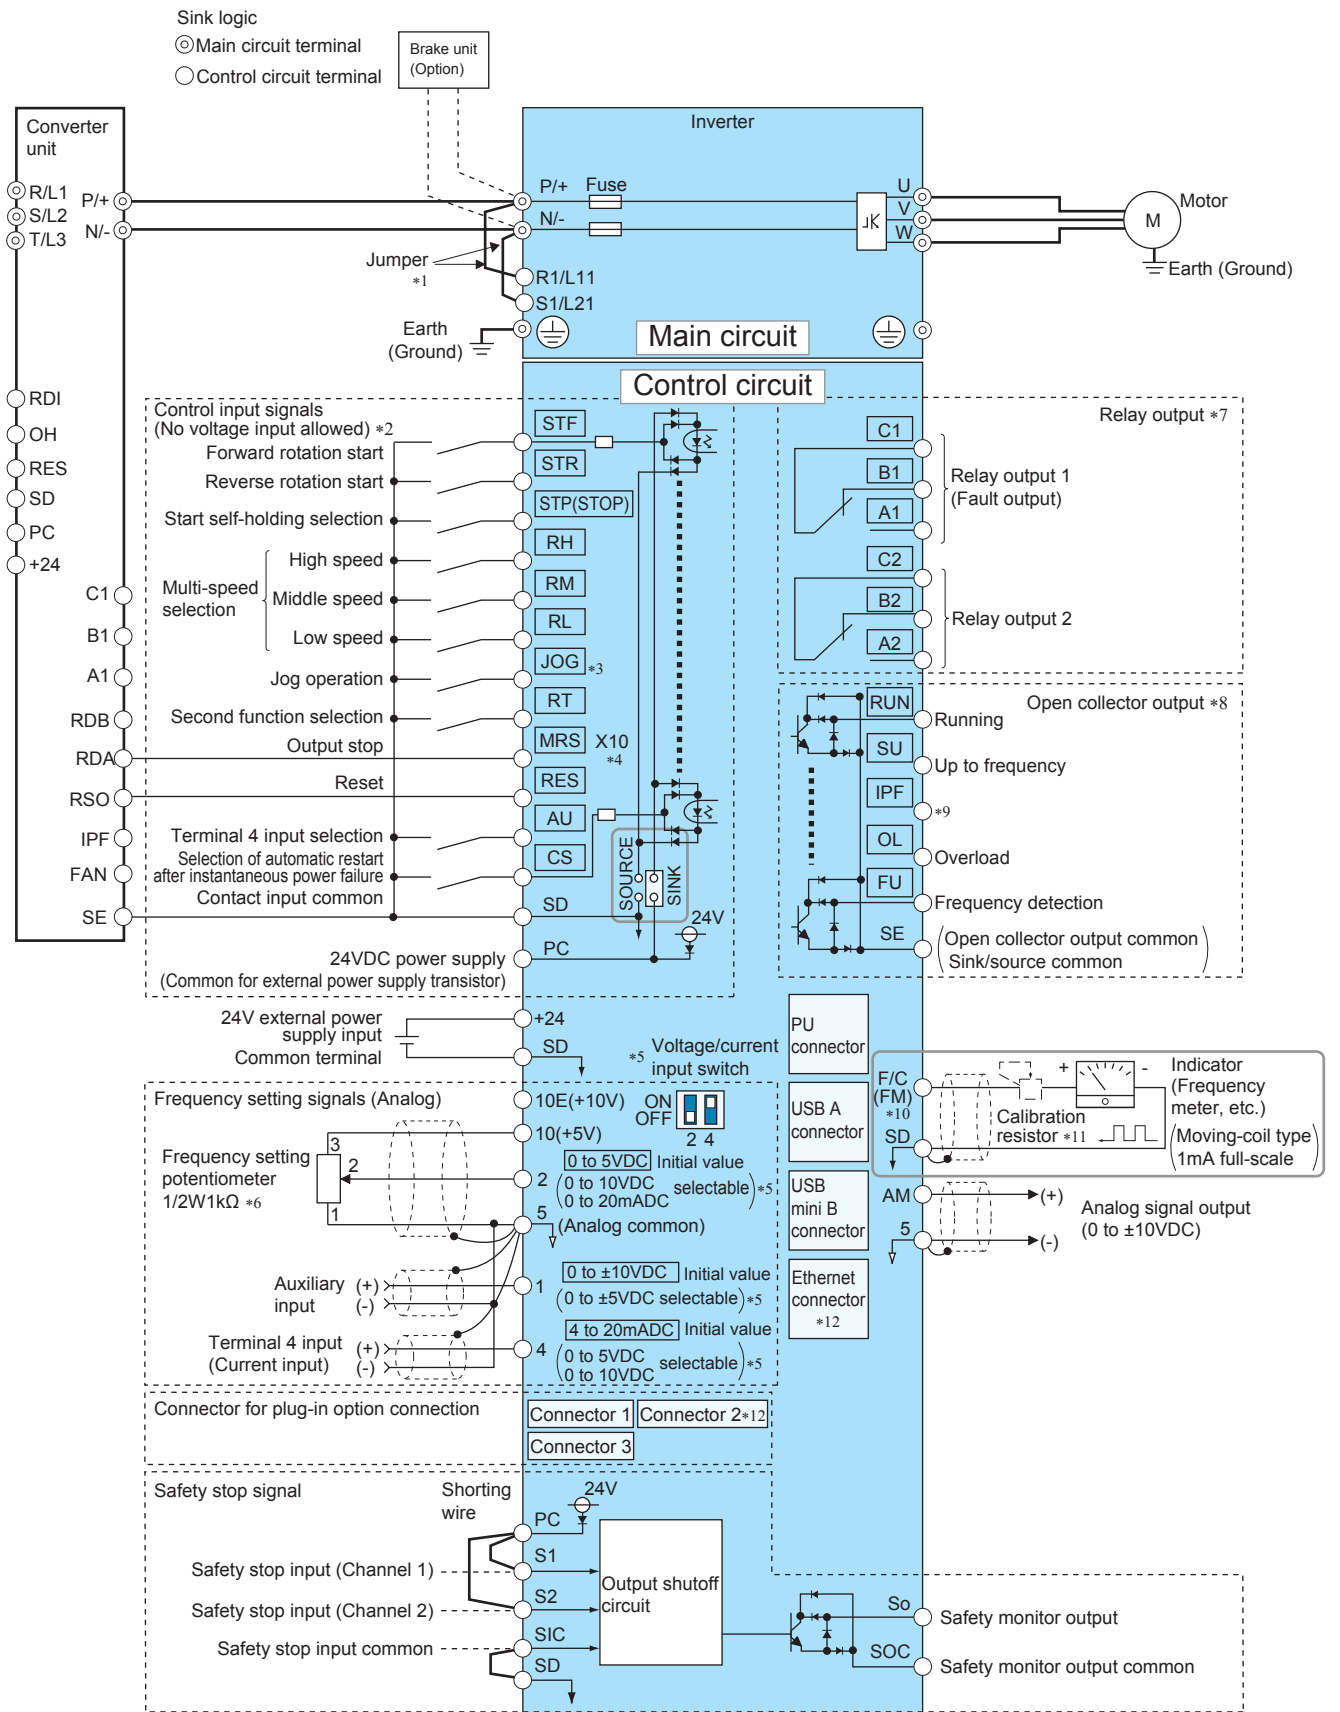 Sink logic
Main circuit terminal
Control circuit terminal
Brake unit
(Option)
Converter
unit
R/L1
S/L2
T/L3
P/+
N/-
Inverter
P/+
Fuse
N/-
U
V
W
Motor
M
Earth (Ground)
Jumper
*1
R1/L11
S1/L21
Earth
(Ground)
Main circuit
Control circuit
RDI
OH
RES
SD
PC
+24
C1
B1
A1
RDB
RDA
RSO
IPF
FAN
SE
Control input signals
(No voltage input allowed) *2
Forward rotation start
Reverse rotation start
Start self-holding selection
Multi-speed
selection
High speed
Middle speed
Low speed
Jog operation
Second function selection
Output stop
Reset
Terminal 4 input selection
Selection of automatic restart
after instantaneous power failure
Contact input common
24VDC power supply
(Common for external power supply transistor)
STF
STR
STP(STOP)
RH
RM
RL
JOG *3
RT
MRS X10
*4
RES
AU
CS
SD
PC
SOURCE
SINK
24V
Relay output *7
C1
B1
A1
Relay output 1
(Fault output)
C2
B2
A2
Relay output 2
Open collector output *8
RUN
Running
SU
Up to frequency
IPF
*9
OL
Overload
FU
Frequency detection
SE
Open collector output common
Sink/source common
24V external power
supply input
Common terminal
+24
SD
*5 Voltage/current
input switch
ON
OFF
2 4
Frequency setting signals (Analog)
Frequency setting
potentiometer
1/2W1kΩ *6
3
2
1
10E(+10V)
10(+5V)
2
0 to 5VDC Initial value
(0 to 10VDC
0 to 20mADC selectable) *5
5
(Analog common)
Auxiliary
input
(+)
(-)
1
0 to ±10VDC Initial value
(0 to ±5VDC selectable) *5
Terminal 4 input
(Current input)
(+)
(-)
4
4 to 20mADC Initial value
(0 to 5VDC
0 to 10VDC selectable) *5
PU
connector
USB A
connector
USB
mini B
connector
Ethernet
connector
*12
F/C
(FM)
*10
SD
+
-
Calibration
resistor *11
Indicator
(Frequency
meter, etc.)
(Moving-coil type
1mA full-scale)
AM
5
(+)
(-)
Analog signal output
(0 to ±10VDC)
Connector for plug-in option connection
Connector 1
Connector 2 *12
Connector 3
Safety stop signal
Shorting
wire
24V
PC
S1
S2
SIC
SD
Safety stop input (Channel 1)
Safety stop input (Channel 2)
Safety stop input common
Output shutoff
circuit
So
Safety monitor output
SOC
Safety monitor output common